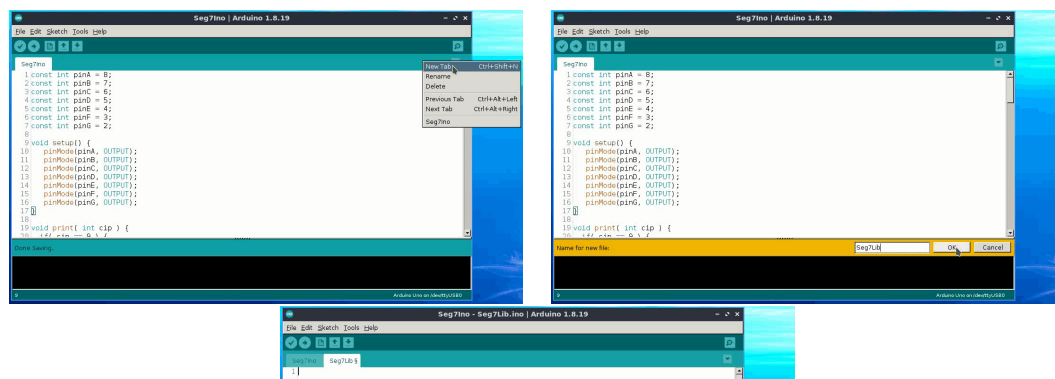 Seg7Ino | Arduino 1.8.19
File Edit Sketch Tools Help
Seg7Ino
New Tab Ctrl+Shift+N
Rename
Delete
Previous Tab Ctrl+Alt+Left
Next Tab Ctrl+Alt+Right
Seg7Ino
1 const int pinA = 8;
2 const int pinB = 7;
3 const int pinC = 6;
4 const int pinD = 5;
5 const int pinE = 4;
6 const int pinF = 3;
7 const int pinG = 2;
8
9 void setup() {
10 pinMode(pinA, OUTPUT);
11 pinMode(pinB, OUTPUT);
12 pinMode(pinC, OUTPUT);
13 pinMode(pinD, OUTPUT);
14 pinMode(pinE, OUTPUT);
15 pinMode(pinF, OUTPUT);
16 pinMode(pinG, OUTPUT);
17 }
18
19 void print( int cip ) {
20 if( cip == 9 ) {
Done Saving.
9 Arduino Uno on /dev/ttyUSB0
Seg7Ino | Arduino 1.8.19
File Edit Sketch Tools Help
Seg7Ino
1 const int pinA = 8;
2 const int pinB = 7;
3 const int pinC = 6;
4 const int pinD = 5;
5 const int pinE = 4;
6 const int pinF = 3;
7 const int pinG = 2;
8
9 void setup() {
10 pinMode(pinA, OUTPUT);
11 pinMode(pinB, OUTPUT);
12 pinMode(pinC, OUTPUT);
13 pinMode(pinD, OUTPUT);
14 pinMode(pinE, OUTPUT);
15 pinMode(pinF, OUTPUT);
16 pinMode(pinG, OUTPUT);
17 }
18
19 void print( int cip ) {
20 if( cip == 9 ) {
Name for new file: Seg7Lib OK Cancel
9 Arduino Uno on /dev/ttyUSB0
Seg7Ino - Seg7Lib.ino | Arduino 1.8.19
File Edit Sketch Tools Help
Seg7Ino Seg7Lib §
1